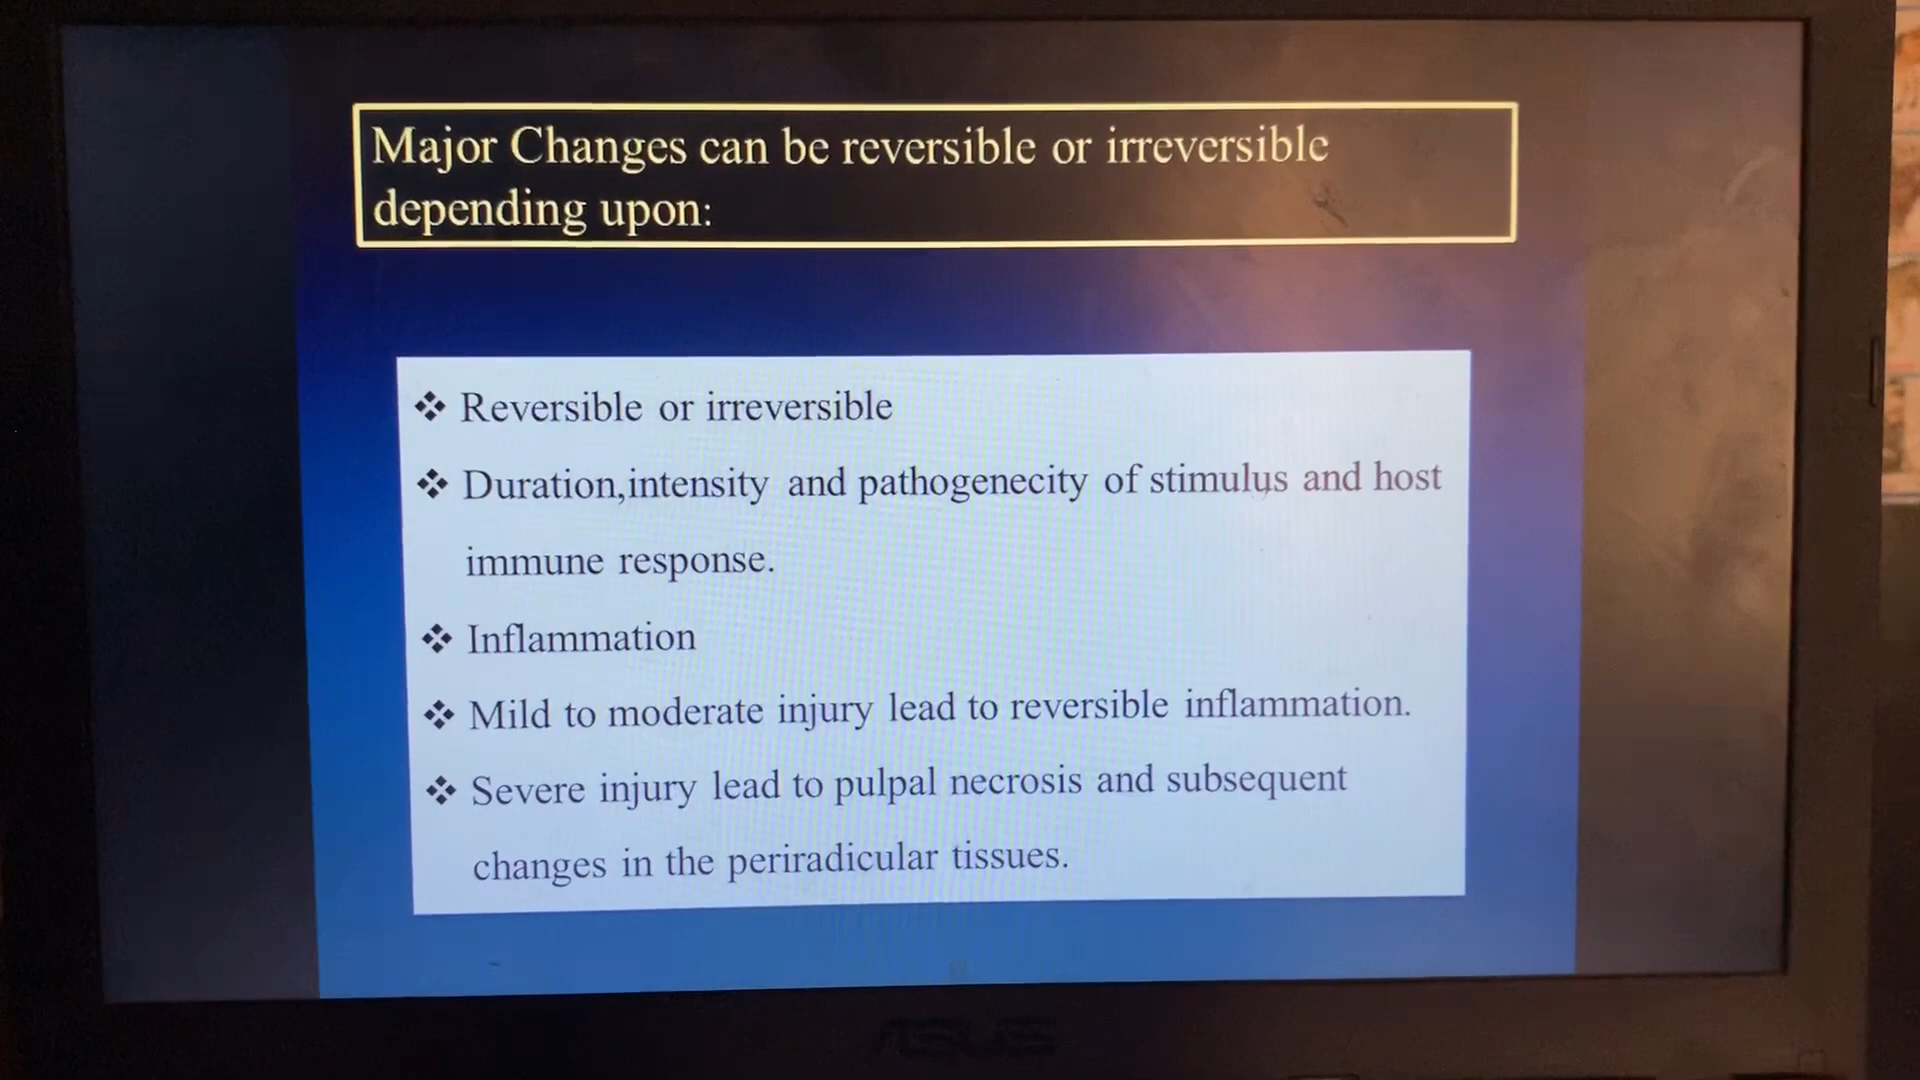 Major Changes can be reversible or irreversible
depending upon:
❖ Reversible or irreversible
❖ Duration,intensity and pathogenecity of stimulus and host
immune response.
❖ Inflammation
❖ Mild to moderate injury lead to reversible inflammation.
❖ Severe injury lead to pulpal necrosis and subsequent
changes in the periradicular tissues.
ASUS